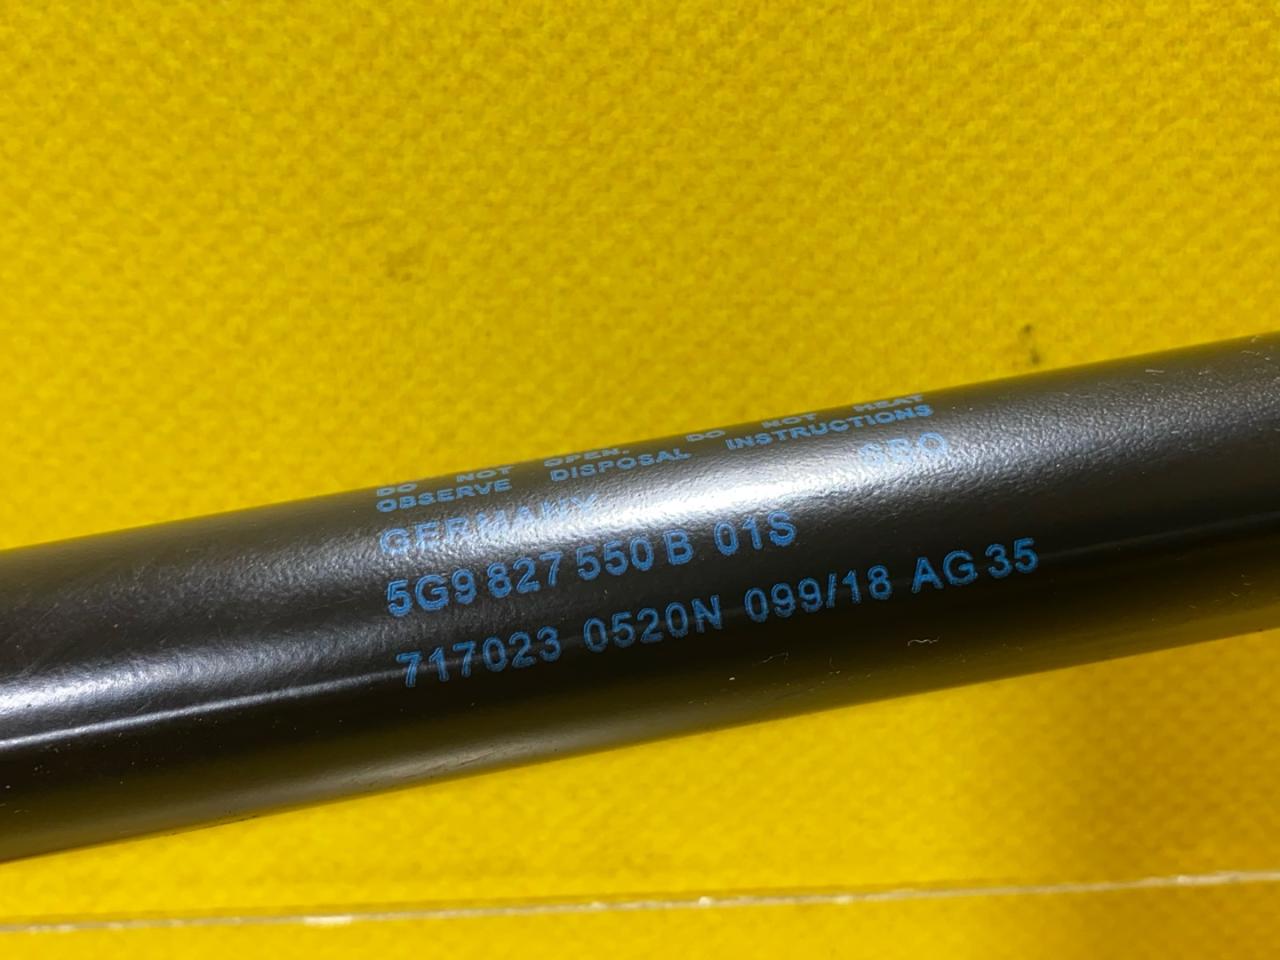 DO NOT OPEN. DO NOT HEAT
OBSERVE DISPOSAL INSTRUCTIONS
GERMANY
5G9 827 550 B 01S
717023 0520N 099/18 AG 35